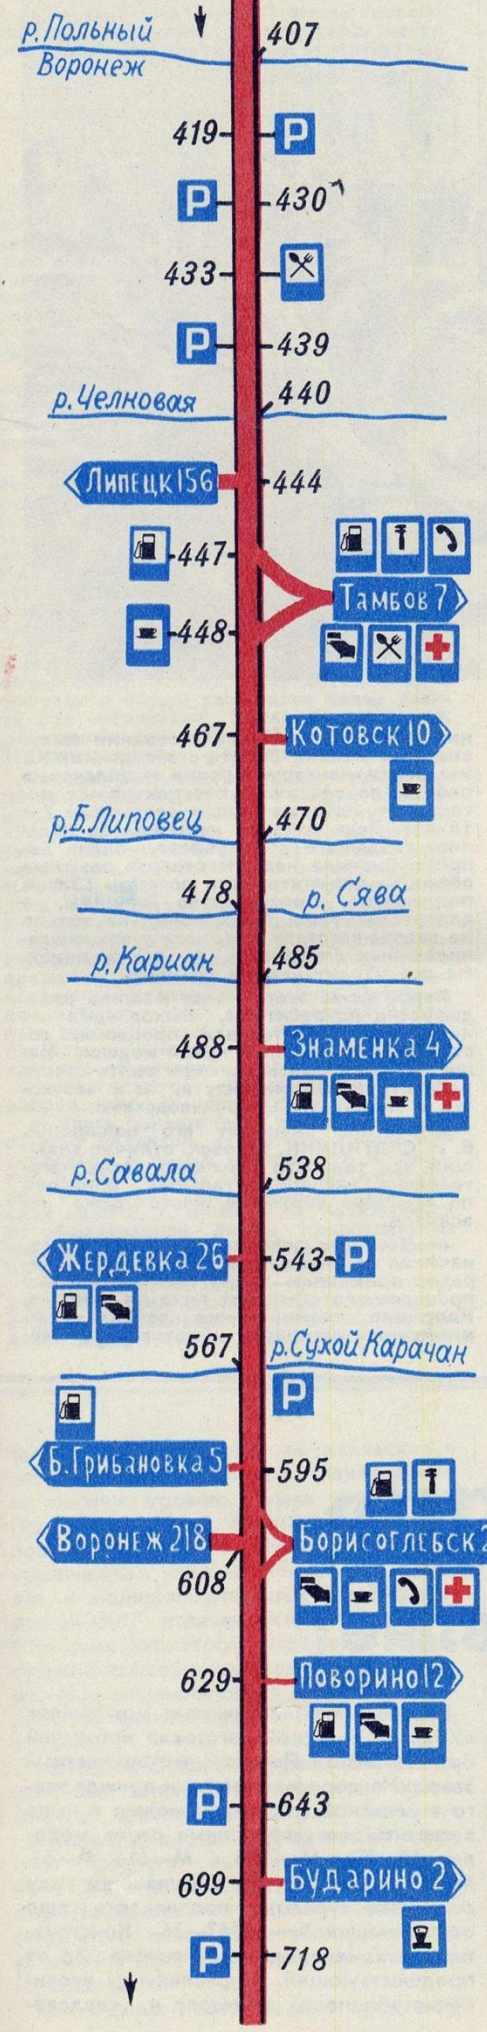 р.Польный
407
Воронеж
419 P
P 430
433
P 439
р.Челновая 440
Липецк 156 444
447
Тамбов 7
448
467 Котовск 10
р.Б.Липовец 470
478 р. Сява
р.Кариан 485
488 Знаменка 4
р.Савала 538
Жердевка 26 543 P
567 р.Сухой Карачан
P
Б.Грибановка 5 595
Воронеж 218 Борисоглебск 2
608
629 Поворино 12
P 643
699 Бударино 2
P 718